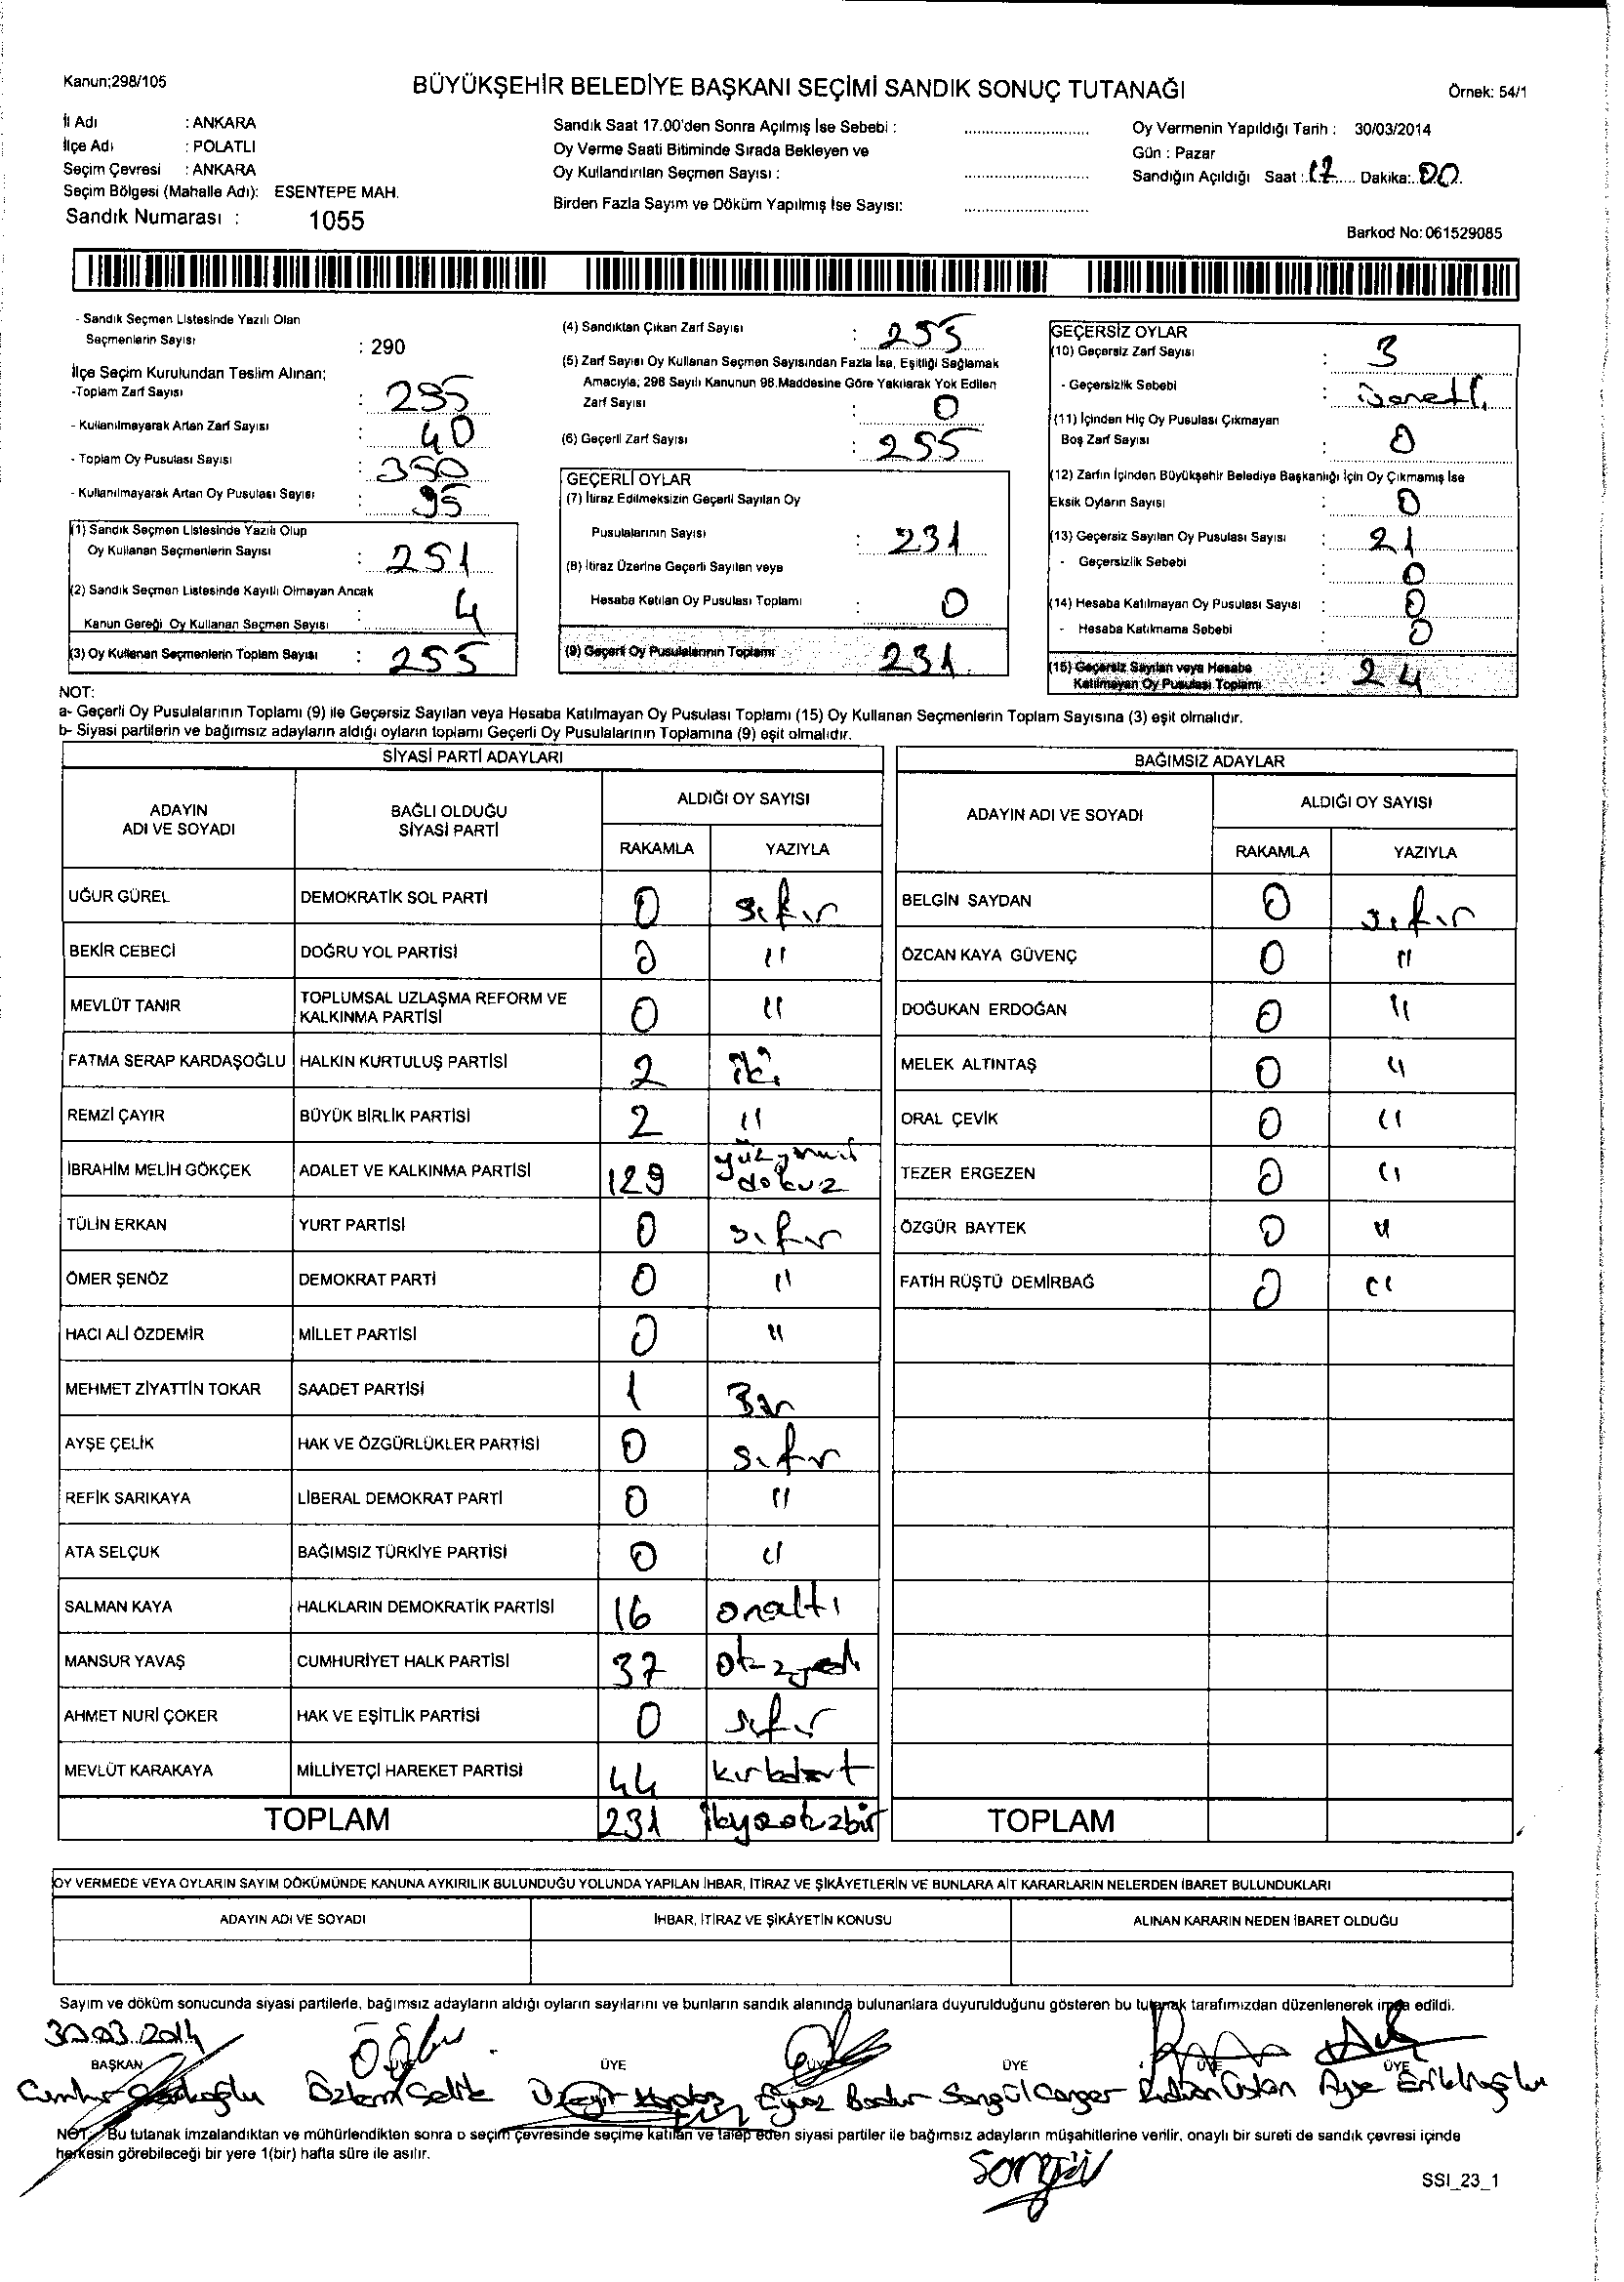 Kanun;298/105
BÜYÜKŞEHİR BELEDİYE BAŞKANI SEÇİMİ SANDIK SONUÇ TUTANAĞI
Örnek: 54/1
İl Adı : ANKARA
İlçe Adı : POLATLI
Seçim Çevresi : ANKARA
Seçim Bölgesi (Mahalle Adı): ESENTEPE MAH.
Sandık Numarası : 1055
Sandık Saat 17.00'den Sonra Açılmış İse Sebebi :
Oy Verme Saati Bitiminde Sırada Bekleyen ve
Oy Kullandırılan Seçmen Sayısı :
Birden Fazla Sayım ve Döküm Yapılmış İse Sayısı:
Oy Vermenin Yapıldığı Tarih : 30/03/2014
Gün : Pazar
Sandığın Açıldığı Saat : 17 Dakika: 00
Barkod No: 061529085
- Sandık Seçmen Listesinde Yazılı Olan
Seçmenlerin Sayısı : 290
İlçe Seçim Kurulundan Teslim Alınan;
-Toplam Zarf Sayısı : 295
- Kullanılmayarak Artan Zarf Sayısı : 40
- Toplam Oy Pusulası Sayısı : 350
- Kullanılmayarak Artan Oy Pusulası Sayısı : 95
(1) Sandık Seçmen Listesinde Yazılı Olup
Oy Kullanan Seçmenlerin Sayısı : 251
(2) Sandık Seçmen Listesinde Kayıtlı Olmayan Ancak
Kanun Gereği Oy Kullanan Seçmen Sayısı : 4
(3) Oy Kullanan Seçmenlerin Toplam Sayısı : 255
(4) Sandıktan Çıkan Zarf Sayısı : 255
(5) Zarf Sayısı Oy Kullanan Seçmen Sayısından Fazla İse, Eşitliği Sağlamak
Amacıyla; 298 Sayılı Kanunun 98.Maddesine Göre Yakılarak Yok Edilen
Zarf Sayısı : 0
(6) Geçerli Zarf Sayısı : 255
GEÇERLİ OYLAR
(7) İtiraz Edilmeksizin Geçerli Sayılan Oy
Pusulalarının Sayısı : 231
(8) İtiraz Üzerine Geçerli Sayılan veya
Hesaba Katılan Oy Pusulası Toplamı : 0
(9) Geçerli Oy Pusulalarının Toplamı : 231
GEÇERSİZ OYLAR
(10) Geçersiz Zarf Sayısı : 3
- Geçersizlik Sebebi : işaretli
(11) İçinden Hiç Oy Pusulası Çıkmayan
Boş Zarf Sayısı : 0
(12) Zarfın İçinden Büyükşehir Belediye Başkanlığı İçin Oy Çıkmamış İse
Eksik Oyların Sayısı : 0
(13) Geçersiz Sayılan Oy Pusulası Sayısı : 21
- Geçersizlik Sebebi : 0
(14) Hesaba Katılmayan Oy Pusulası Sayısı : 0
- Hesaba Katılmama Sebebi : 0
(15) Geçersiz Sayılan veya Hesaba
Katılmayan Oy Pusulası Toplamı : 24
NOT:
a- Geçerli Oy Pusulalarının Toplamı (9) ile Geçersiz Sayılan veya Hesaba Katılmayan Oy Pusulası Toplamı (15) Oy Kullanan Seçmenlerin Toplam Sayısına (3) eşit olmalıdır.
b- Siyasi partilerin ve bağımsız adayların aldığı oyların toplamı Geçerli Oy Pusulalarının Toplamına (9) eşit olmalıdır.
SİYASİ PARTİ ADAYLARI
ADAYIN ADI VE SOYADI BAĞLI OLDUĞU SİYASİ PARTİ ALDIĞI OY SAYISI
RAKAMLA YAZIYLA
UĞUR GÜREL DEMOKRATİK SOL PARTİ 0 sıfır
BEKİR CEBECİ DOĞRU YOL PARTİSİ 0 "
MEVLÜT TANIR TOPLUMSAL UZLAŞMA REFORM VE KALKINMA PARTİSİ 0 "
FATMA SERAP KARDAŞOĞLU HALKIN KURTULUŞ PARTİSİ 2 iki
REMZİ ÇAYIR BÜYÜK BİRLİK PARTİSİ 2 "
İBRAHİM MELİH GÖKÇEK ADALET VE KALKINMA PARTİSİ 129 yüzyirmi dokuz
TÜLİN ERKAN YURT PARTİSİ 0 sıfır
ÖMER ŞENÖZ DEMOKRAT PARTİ 0 "
HACI ALİ ÖZDEMİR MİLLET PARTİSİ 0 "
MEHMET ZİYATTİN TOKAR SAADET PARTİSİ 1 Bir
AYŞE ÇELİK HAK VE ÖZGÜRLÜKLER PARTİSİ 0 sıfır
REFİK SARIKAYA LİBERAL DEMOKRAT PARTİ 0 "
ATA SELÇUK BAĞIMSIZ TÜRKİYE PARTİSİ 0 "
SALMAN KAYA HALKLARIN DEMOKRATİK PARTİSİ 16 onaltı
MANSUR YAVAŞ CUMHURİYET HALK PARTİSİ 37 otuzyedi
AHMET NURİ ÇOKER HAK VE EŞİTLİK PARTİSİ 0 sıfır
MEVLÜT KARAKAYA MİLLİYETÇİ HAREKET PARTİSİ 44 kırkdört
TOPLAM 231 ikiyüzotuzbir
BAĞIMSIZ ADAYLAR
ADAYIN ADI VE SOYADI ALDIĞI OY SAYISI
RAKAMLA YAZIYLA
BELGİN SAYDAN 0 sıfır
ÖZCAN KAYA GÜVENÇ 0 "
DOĞUKAN ERDOĞAN 0 "
MELEK ALTINTAŞ 0 "
ORAL ÇEVİK 0 "
TEZER ERGEZEN 0 "
ÖZGÜR BAYTEK 0 "
FATİH RÜŞTÜ DEMİRBAĞ 0 "
TOPLAM
OY VERMEDE VEYA OYLARIN SAYIM DÖKÜMÜNDE KANUNA AYKIRILIK BULUNDUĞU YOLUNDA YAPILAN İHBAR, İTİRAZ VE ŞİKÂYETLERİN VE BUNLARA AİT KARARLARIN NELERDEN İBARET BULUNDUKLARI
ADAYIN ADI VE SOYADI İHBAR, İTİRAZ VE ŞİKÂYETİN KONUSU ALINAN KARARIN NEDEN İBARET OLDUĞU
Sayım ve döküm sonucunda siyasi partilerle, bağımsız adayların aldığı oyların sayılarını ve bunların sandık alanında bulunanlara duyurulduğunu gösteren bu tutanak tarafımızdan düzenlenerek imza edildi.
30.03.2014
BAŞKAN ÜYE ÜYE ÜYE ÜYE ÜYE ÜYE
Özlem Çelik Songül Ayşe
NOT: Bu tutanak imzalandıktan ve mühürlendikten sonra o seçim çevresinde seçime katılan ve talep eden siyasi partiler ile bağımsız adayların müşahitlerine verilir, onaylı bir sureti de sandık çevresi içinde
herkesin görebileceği bir yere 1(bir) hafta süre ile asılır.
Songül
SSI_23_1